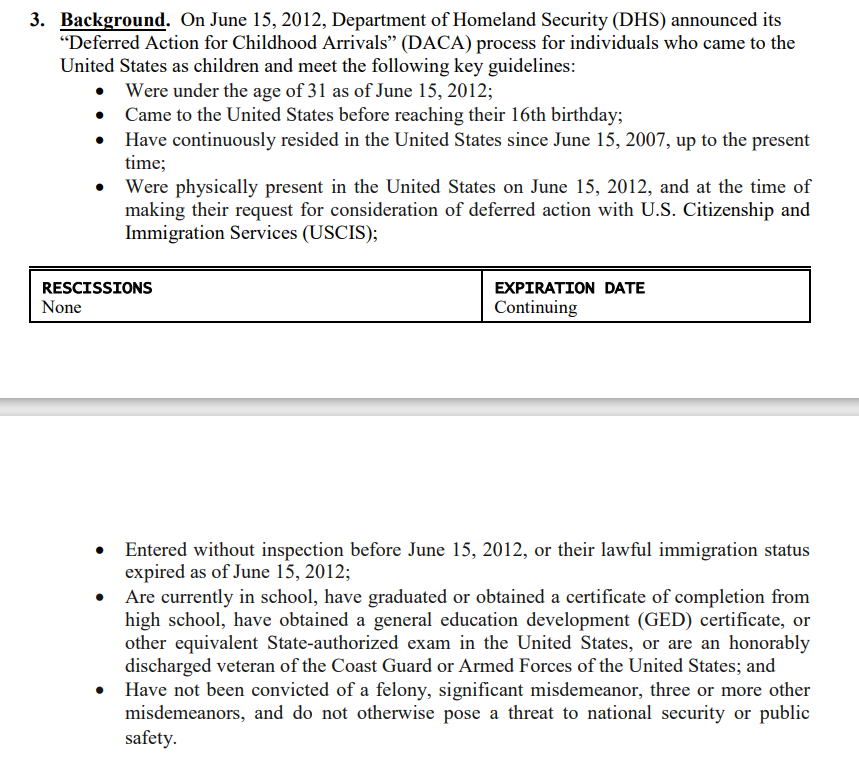 3. Background. On June 15, 2012, Department of Homeland Security (DHS) announced its
“Deferred Action for Childhood Arrivals” (DACA) process for individuals who came to the
United States as children and meet the following key guidelines:
• Were under the age of 31 as of June 15, 2012;
• Came to the United States before reaching their 16th birthday;
• Have continuously resided in the United States since June 15, 2007, up to the present
time;
• Were physically present in the United States on June 15, 2012, and at the time of
making their request for consideration of deferred action with U.S. Citizenship and
Immigration Services (USCIS);
RESCISSIONS
None
EXPIRATION DATE
Continuing
• Entered without inspection before June 15, 2012, or their lawful immigration status
expired as of June 15, 2012;
• Are currently in school, have graduated or obtained a certificate of completion from
high school, have obtained a general education development (GED) certificate, or
other equivalent State-authorized exam in the United States, or are an honorably
discharged veteran of the Coast Guard or Armed Forces of the United States; and
• Have not been convicted of a felony, significant misdemeanor, three or more other
misdemeanors, and do not otherwise pose a threat to national security or public
safety.